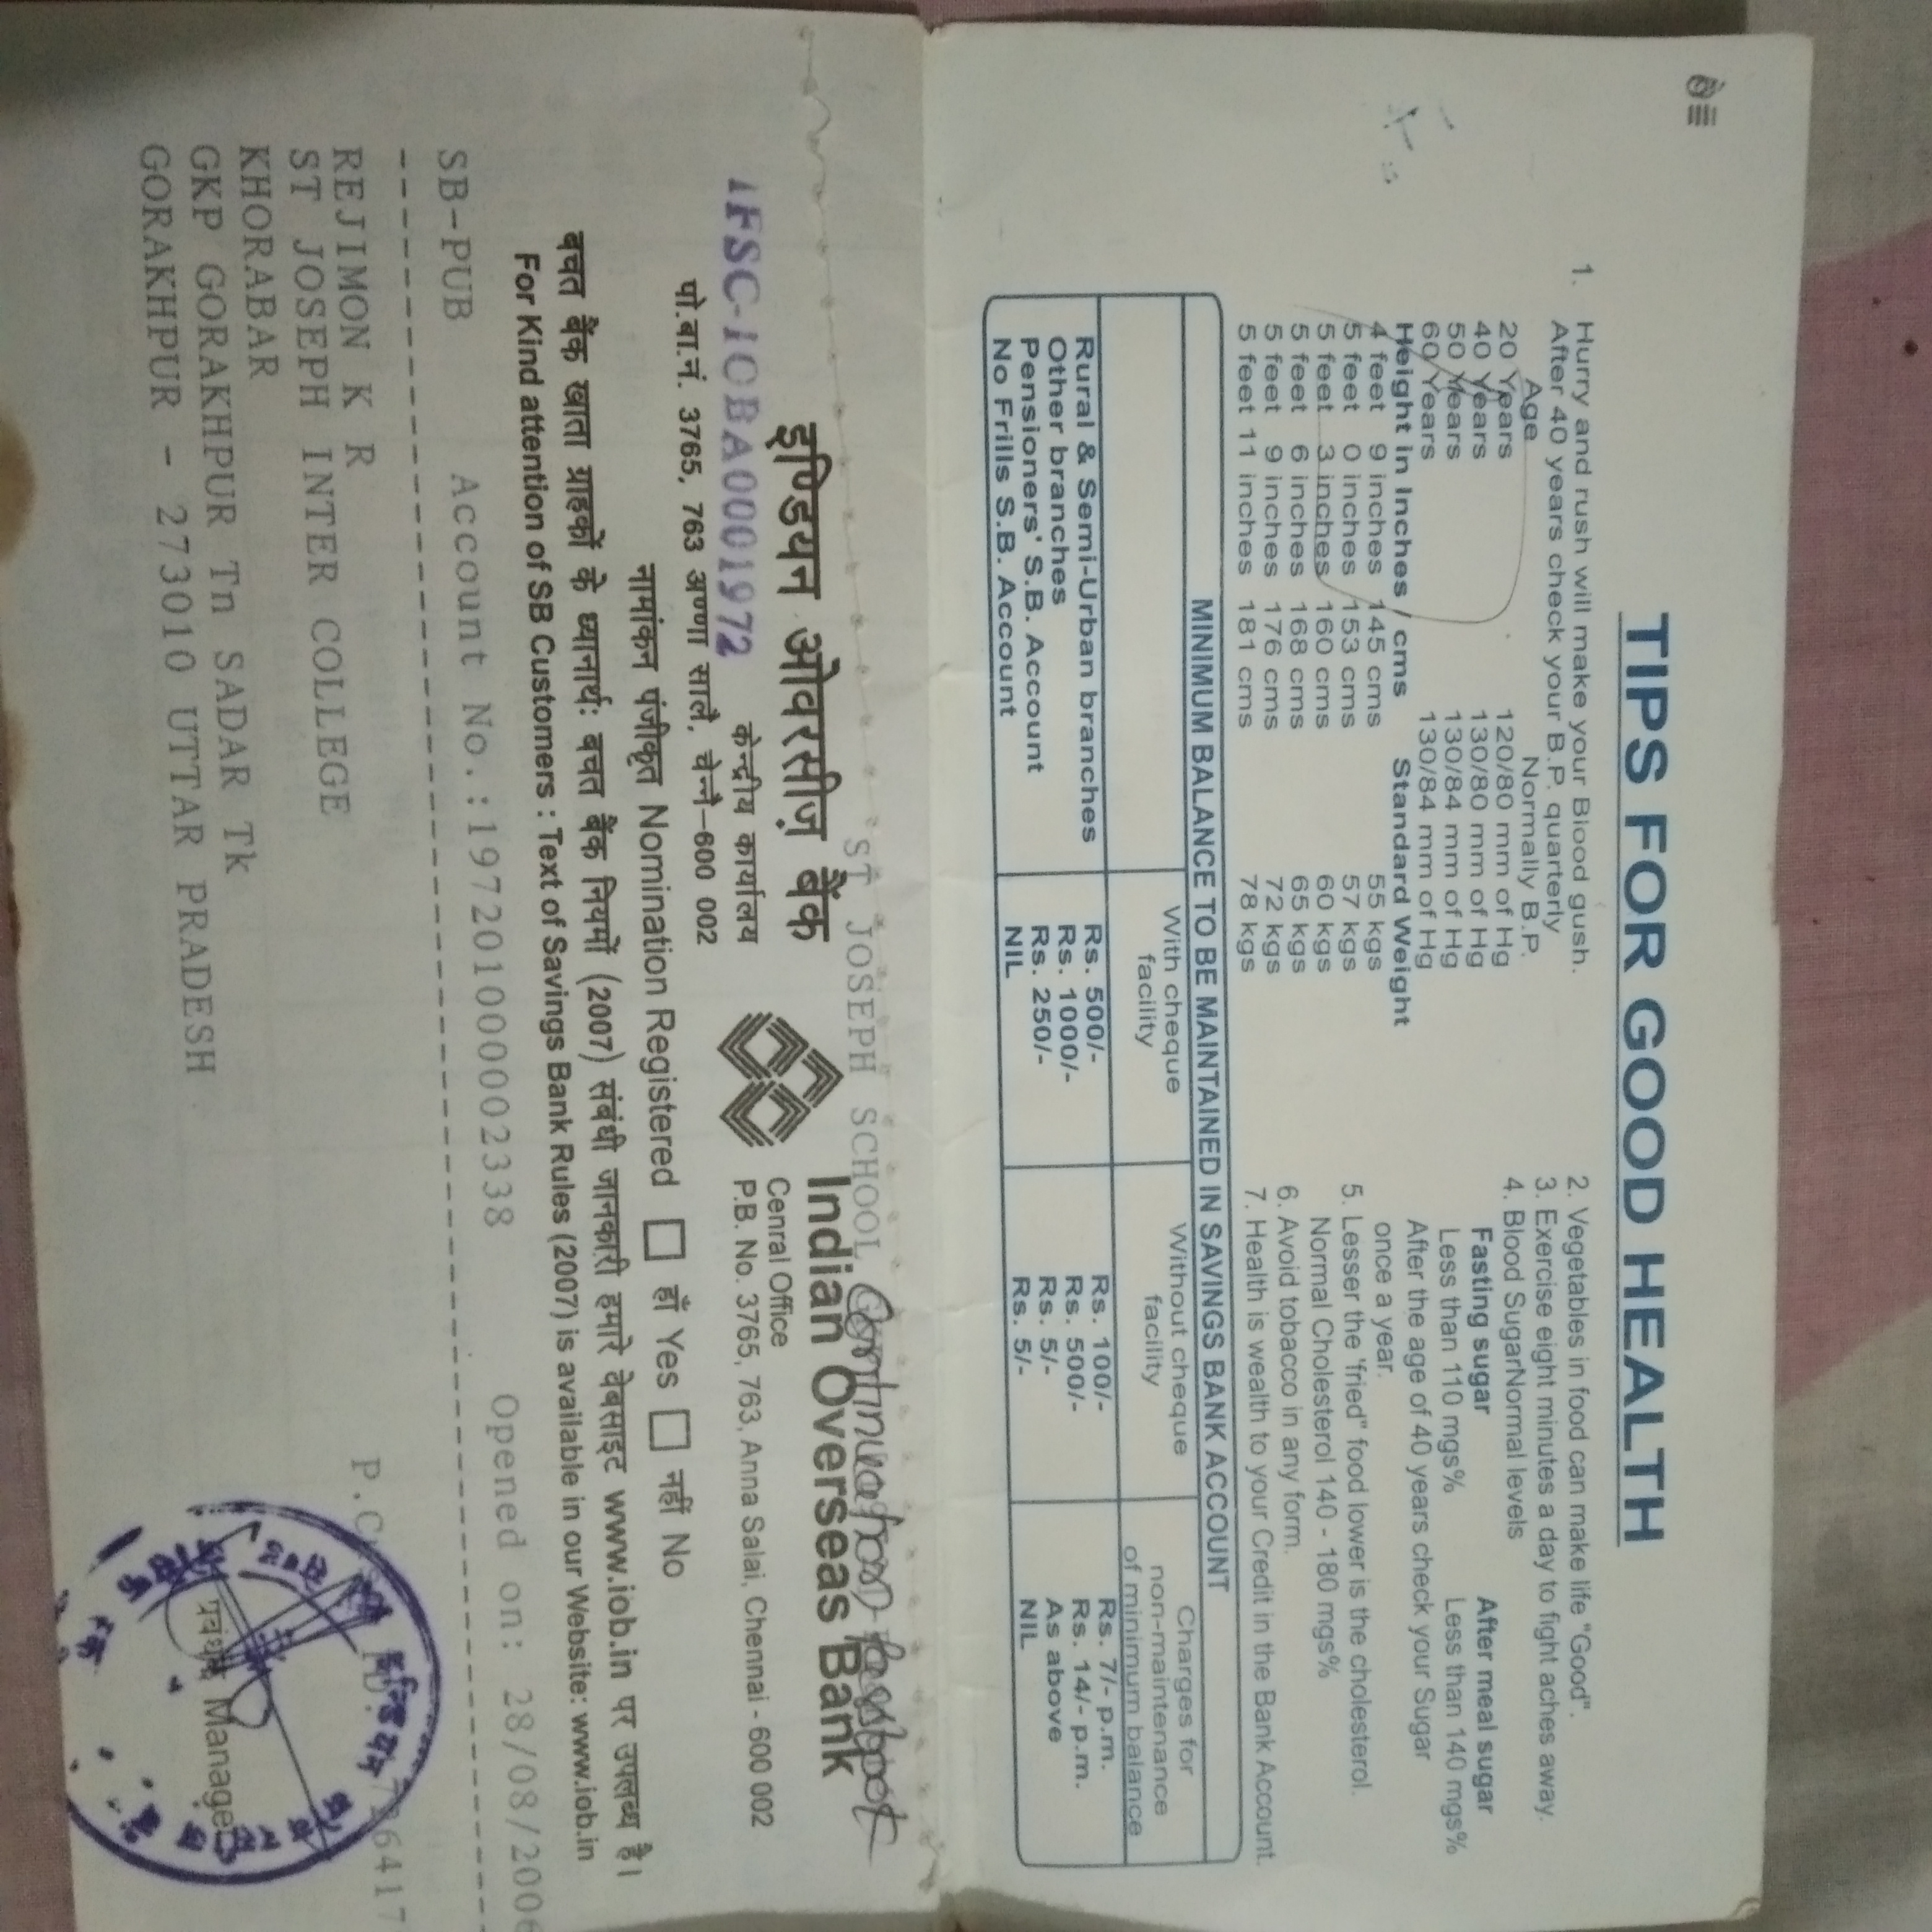 TIPS FOR GOOD HEALTH
1. Hurry and rush will make your Blood gush.
After 40 years check your B.P. quarterly
Age Normally B.P.
20 Years 120/80 mm of Hg
40 Years 130/80 mm of Hg
50 Years 130/84 mm of Hg
60 Years 130/84 mm of Hg
Height in Inches / cms Standard Weight
4 feet 9 inches 145 cms 55 kgs
5 feet 0 inches 153 cms 57 kgs
5 feet 3 inches 160 cms 60 kgs
5 feet 6 inches 168 cms 65 kgs
5 feet 9 inches 176 cms 72 kgs
5 feet 11 inches 181 cms 78 kgs
2. Vegetables in food can make life "Good".
3. Exercise eight minutes a day to fight aches away.
4. Blood SugarNormal levels
Fasting sugar After meal sugar
Less than 110 mgs% Less than 140 mgs%
After the age of 40 years check your Sugar
once a year.
5. Lesser the 'fried" food lower is the cholesterol.
Normal Cholesterol 140 - 180 mgs%
6. Avoid tobacco in any form.
7. Health is wealth to your Credit in the Bank Account.
MINIMUM BALANCE TO BE MAINTAINED IN SAVINGS BANK ACCOUNT
With cheque facility Without cheque facility Charges for non-maintenance of minimum balance
Rural & Semi-Urban branches Rs. 500/- Rs. 100/- Rs. 7/- p.m.
Other branches Rs. 1000/- Rs. 500/- Rs. 14/- p.m.
Pensioners' S.B. Account Rs. 250/- Rs. 5/- As above
No Frills S.B. Account NIL Rs. 5/- NIL
ST JOSEPH SCHOOL Continuation
इण्डियन ओवरसीज़ बैंक Indian Overseas Bank
केन्द्रीय कार्यालय Cenral Office
IFSC-IOBA0001972
पो.बा.नं. 3765, 763 अण्णा सालै, चेन्नै-600 002 P.B. No. 3765, 763, Anna Salai, Chennai - 600 002
नामांकन पंजीकृत Nomination Registered हाँ Yes नहीं No
बचत बैंक खाता ग्राहकों के ध्यानार्थ: बचत बैंक नियमों (2007) संबंधी जानकारी हमारे वेबसाइट www.iob.in पर उपलब्ध है।
For Kind attention of SB Customers : Text of Savings Bank Rules (2007) is available in our Website: www.iob.in
SB-PUB Account No.:197201000002338 Opened on: 28/08/2006
REJIMON K R
ST JOSEPH INTER COLLEGE
KHORABAR
GKP GORAKHPUR Tn SADAR Tk
GORAKHPUR - 273010 UTTAR PRADESH
Manager